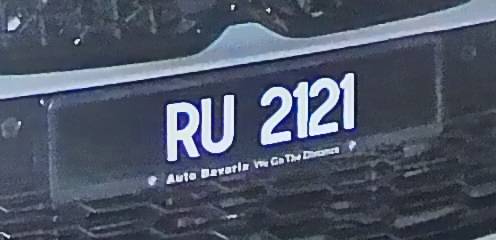 RU 2121
Auto Bavaria We Go The Distance